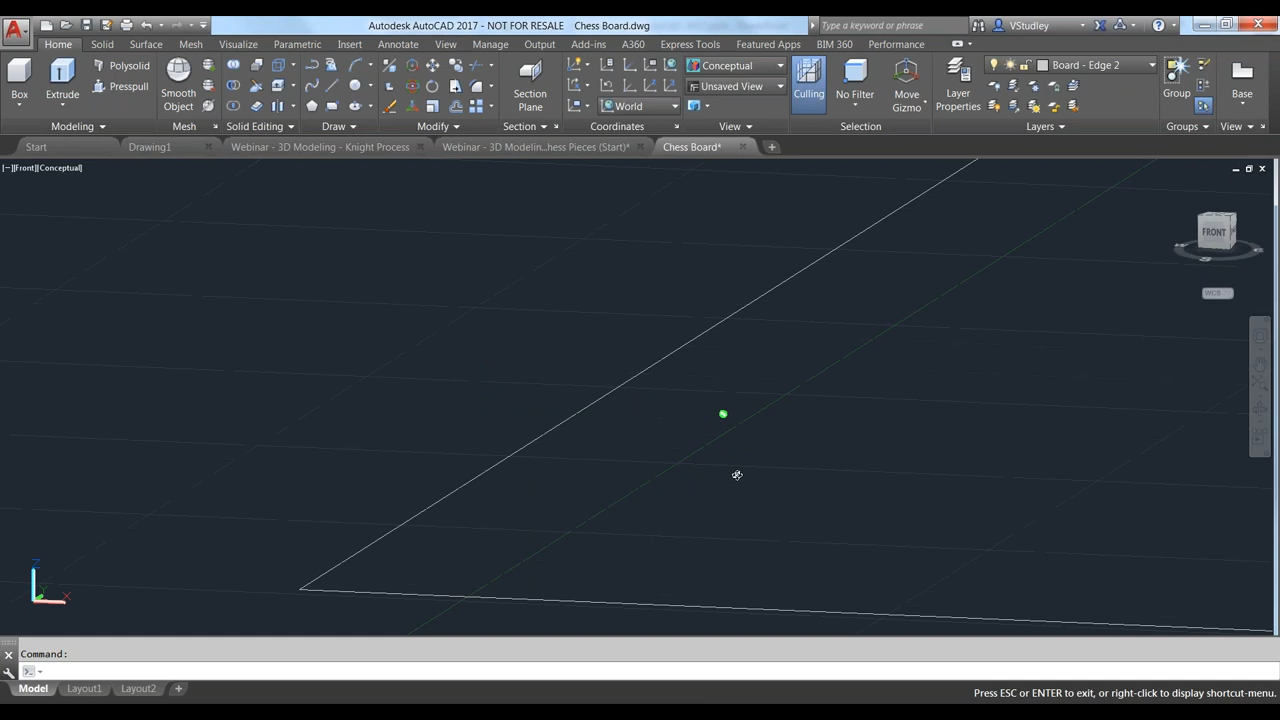 Autodesk AutoCAD 2017 - NOT FOR RESALE Chess Board.dwg
Type a keyword or phrase
VStudley
Home Solid Surface Mesh Visualize Parametric Insert Annotate View Manage Output Add-ins A360 Express Tools Featured Apps BIM 360 Performance
Box
Extrude
Polysolid
Presspull
Smooth
Object
Section
Plane
World
Conceptual
Unsaved View
Culling
No Filter
Move
Gizmo
Layer
Properties
Board - Edge 2
Group
Base
Modeling Mesh Solid Editing Draw Modify Section Coordinates View Selection Layers Groups View
Start Drawing1 Webinar - 3D Modeling - Knight Process Webinar - 3D Modelin...hess Pieces (Start)* Chess Board*
[−][Front][Conceptual]
FRONT
WCS
Z
Y
X
Command:
Model Layout1 Layout2
Press ESC or ENTER to exit, or right-click to display shortcut-menu.